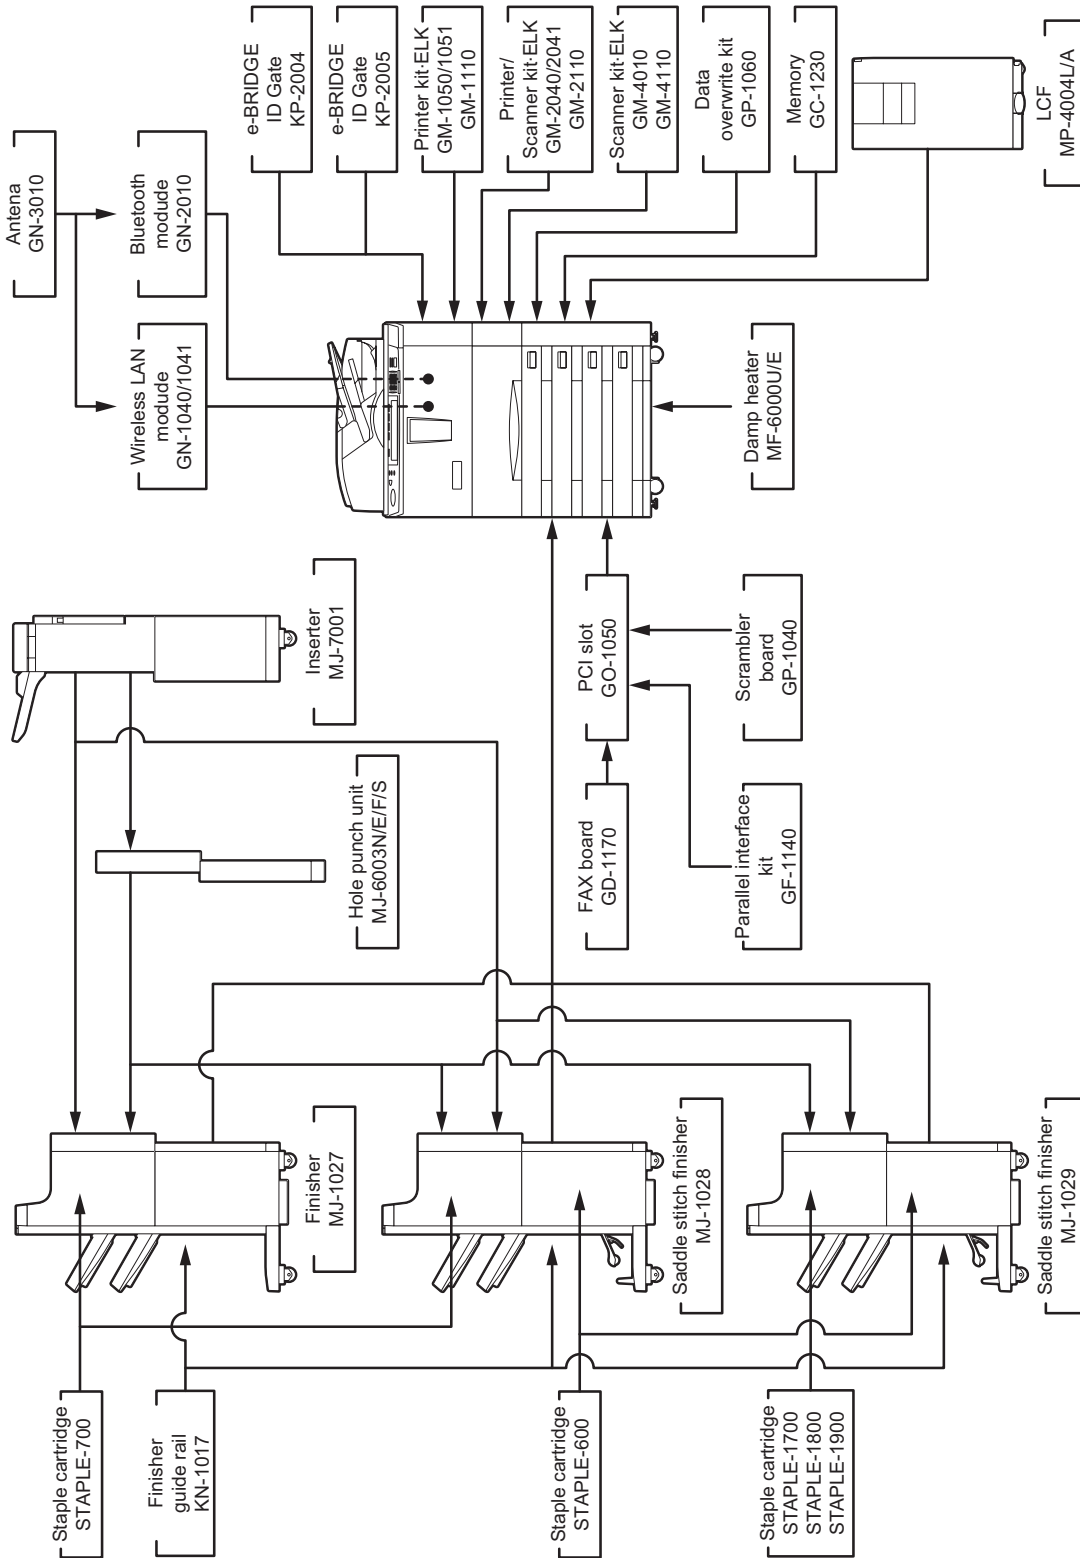 Antena
GN-3010
Wireless LAN
modude
GN-1040/1041
Bluetooth
modude
GN-2010
e-BRIDGE
ID Gate
KP-2004
e-BRIDGE
ID Gate
KP-2005
Printer kit·ELK
GM-1050/1051
GM-1110
Printer/
Scanner kit·ELK
GM-2040/2041
GM-2110
Scanner kit·ELK
GM-4010
GM-4110
Data
overwrite kit
GP-1060
Memory
GC-1230
LCF
MP-4004L/A
Damp heater
MF-6000U/E
Inserter
MJ-7001
Hole punch unit
MJ-6003N/E/F/S
FAX board
GD-1170
PCI slot
GO-1050
Parallel interface
kit
GF-1140
Scrambler
board
GP-1040
Finisher
MJ-1027
Saddle stitch finisher
MJ-1028
Saddle stitch finisher
MJ-1029
Staple cartridge
STAPLE-700
Finisher
guide rail
KN-1017
Staple cartridge
STAPLE-600
Staple cartridge
STAPLE-1700
STAPLE-1800
STAPLE-1900